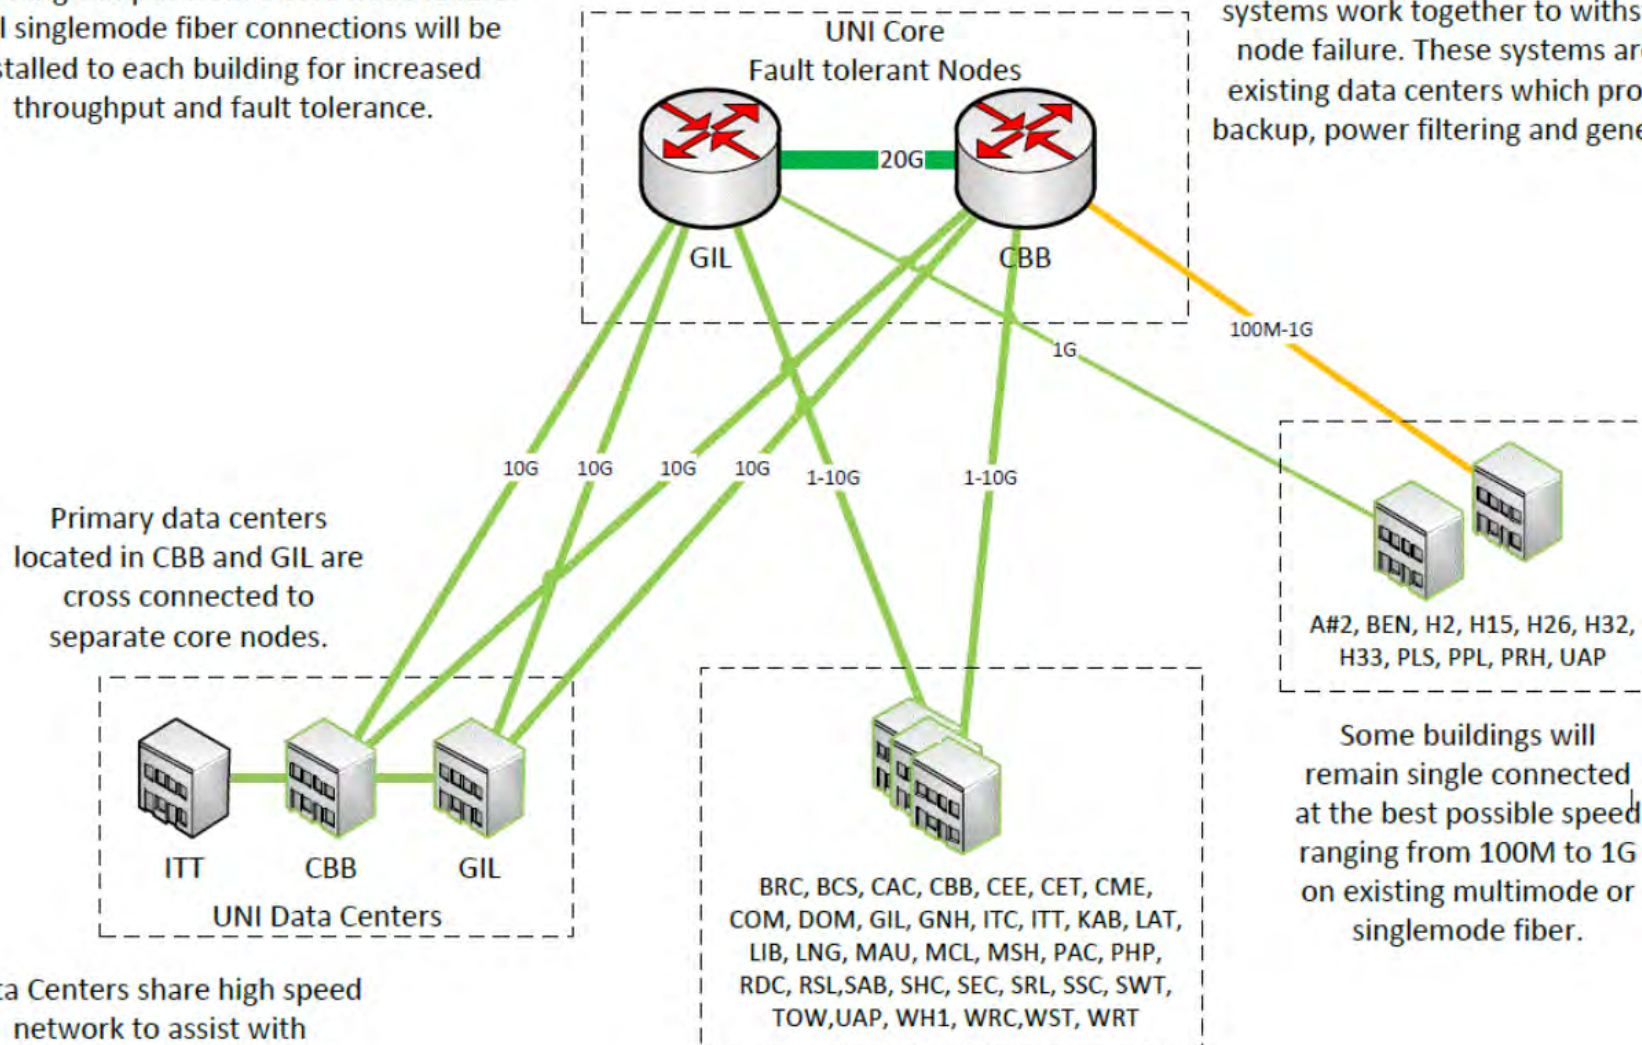 l singlemode fiber connections will be
stalled to each building for increased
throughput and fault tolerance.
UNI Core
Fault tolerant Nodes
systems work together to withs
node failure. These systems ar
existing data centers which pro
backup, power filtering and gene
20G
GIL
CBB
100M-1G
1G
10G
10G
10G
10G
1-10G
1-10G
Primary data centers
located in CBB and GIL are
cross connected to
separate core nodes.
A#2, BEN, H2, H15, H26, H32,
H33, PLS, PPL, PRH, UAP
Some buildings will
remain single connected
at the best possible speed
ranging from 100M to 1G
on existing multimode or
singlemode fiber.
ITT
CBB
GIL
UNI Data Centers
BRC, BCS, CAC, CBB, CEE, CET, CME,
COM, DOM, GIL, GNH, ITC, ITT, KAB, LAT,
LIB, LNG, MAU, MCL, MSH, PAC, PHP,
RDC, RSL,SAB, SHC, SEC, SRL, SSC, SWT,
TOW,UAP, WH1, WRC,WST, WRT
ta Centers share high speed
network to assist with